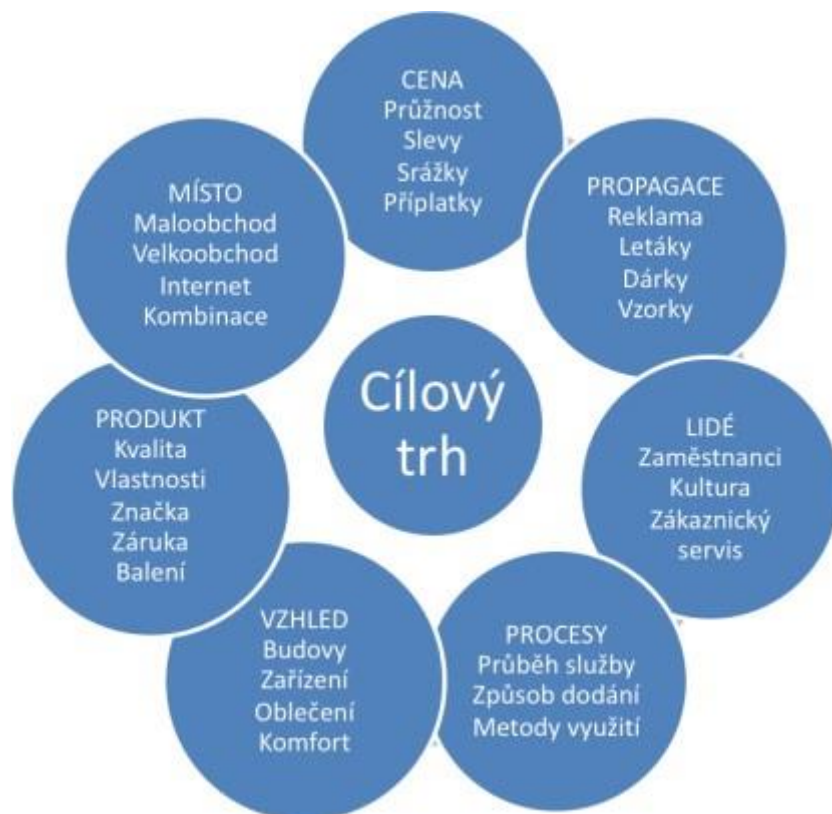 CENA
Průžnost
Slevy
Srážky
Příplatky
PROPAGACE
Reklama
Letáky
Dárky
Vzorky
LIDÉ
Zaměstnanci
Kultura
Zákaznický
servis
PROCESY
Průběh služby
Způsob dodání
Metody využití
VZHLED
Budovy
Zařízení
Oblečení
Komfort
PRODUKT
Kvalita
Vlastnosti
Značka
Záruka
Balení
MÍSTO
Maloobchod
Velkoobchod
Internet
Kombinace
Cílový
trh